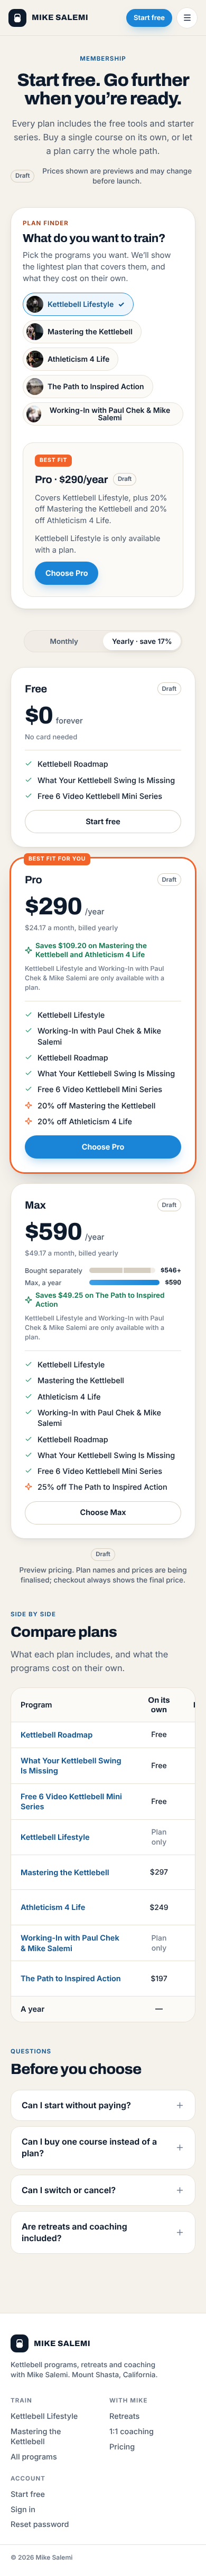 MIKE SALEMI
Start free
MEMBERSHIP
Start free. Go further
when you're ready.
Every plan includes the free tools and starter
series. Buy a single course on its own, or let
a plan carry the whole path.
Draft
Prices shown are previews and may change
before launch.
PLAN FINDER
What do you want to train?
Pick the programs you want. We'll show
the lightest plan that covers them, and
what they cost on their own.
Kettlebell Lifestyle
Mastering the Kettlebell
Athleticism 4 Life
The Path to Inspired Action
Working-In with Paul Chek & Mike
Salemi
BEST FIT
Pro · $290/year
Draft
Covers Kettlebell Lifestyle, plus 20%
off Mastering the Kettlebell and 20%
off Athleticism 4 Life.
Kettlebell Lifestyle is only available
with a plan.
Choose Pro
Monthly
Yearly · save 17%
Free
Draft
$0 forever
No card needed
Kettlebell Roadmap
What Your Kettlebell Swing Is Missing
Free 6 Video Kettlebell Mini Series
Start free
BEST FIT FOR YOU
Pro
Draft
$290 /year
$24.17 a month, billed yearly
Saves $109.20 on Mastering the
Kettlebell and Athleticism 4 Life
Kettlebell Lifestyle and Working-In with Paul
Chek & Mike Salemi are only available with a
plan.
Kettlebell Lifestyle
Working-In with Paul Chek & Mike
Salemi
Kettlebell Roadmap
What Your Kettlebell Swing Is Missing
Free 6 Video Kettlebell Mini Series
20% off Mastering the Kettlebell
20% off Athleticism 4 Life
Choose Pro
Max
Draft
$590 /year
$49.17 a month, billed yearly
Bought separately $546+
Max, a year $590
Saves $49.25 on The Path to Inspired
Action
Kettlebell Lifestyle and Working-In with Paul
Chek & Mike Salemi are only available with a
plan.
Kettlebell Lifestyle
Mastering the Kettlebell
Athleticism 4 Life
Working-In with Paul Chek & Mike
Salemi
Kettlebell Roadmap
What Your Kettlebell Swing Is Missing
Free 6 Video Kettlebell Mini Series
25% off The Path to Inspired Action
Choose Max
Draft
Preview pricing. Plan names and prices are being
finalised; checkout always shows the final price.
SIDE BY SIDE
Compare plans
What each plan includes, and what the
programs cost on their own.
Program
On its
own
Kettlebell Roadmap Free
What Your Kettlebell Swing
Is Missing
Free
Free 6 Video Kettlebell Mini
Series
Free
Kettlebell Lifestyle
Plan
only
Mastering the Kettlebell $297
Athleticism 4 Life $249
Working-In with Paul Chek
& Mike Salemi
Plan
only
The Path to Inspired Action $197
A year —
QUESTIONS
Before you choose
Can I start without paying?
Can I buy one course instead of a
plan?
Can I switch or cancel?
Are retreats and coaching
included?
MIKE SALEMI
Kettlebell programs, retreats and coaching
with Mike Salemi. Mount Shasta, California.
TRAIN
Kettlebell Lifestyle
Mastering the
Kettlebell
All programs
WITH MIKE
Retreats
1:1 coaching
Pricing
ACCOUNT
Start free
Sign in
Reset password
© 2026 Mike Salemi